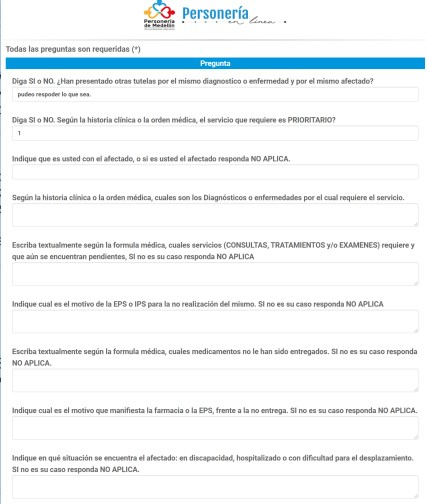 Personería
de Medellín
Personería
en línea
Todas las preguntas son requeridas (*)
Pregunta
Diga SI o NO. ¿Han presentado otras tutelas por el mismo diagnostico o enfermedad y por el mismo afectado?
pudeo respoder lo que sea.
Diga SI o NO. Según la historia clínica o la orden médica, el servicio que requiere es PRIORITARIO?
1
Indique que es usted con el afectado, o si es usted el afectado responda NO APLICA.
Según la historia clínica o la orden médica, cuales son los Diagnósticos o enfermedades por el cual requiere el servicio.
Escriba textualmente según la formula médica, cuales servicios (CONSULTAS, TRATAMIENTOS y/o EXAMENES) requiere y
que aún se encuentran pendientes, SI no es su caso responda NO APLICA
Indique cual es el motivo de la EPS o IPS para la no realización del mismo. SI no es su caso responda NO APLICA
Escriba textualmente según la formula médica, cuales medicamentos no le han sido entregados. SI no es su caso responda
NO APLICA.
Indique cual es el motivo que manifiesta la farmacia o la EPS, frente a la no entrega. SI no es su caso responda NO APLICA.
Indique en qué situación se encuentra el afectado: en discapacidad, hospitalizado o con dificultad para el desplazamiento.
SI no es su caso responda NO APLICA.